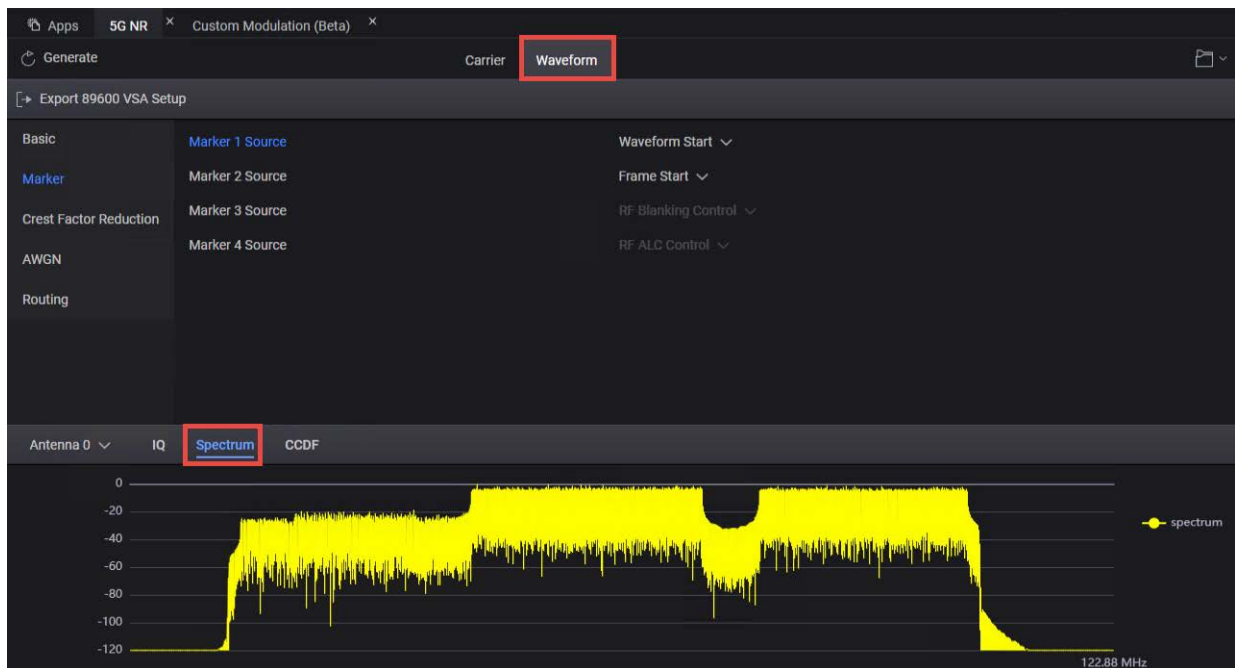 Apps 5G NR × Custom Modulation (Beta) ×
Generate Carrier Waveform
Export 89600 VSA Setup
Basic Marker 1 Source Waveform Start
Marker Marker 2 Source Frame Start
Crest Factor Reduction Marker 3 Source RF Blanking Control
AWGN Marker 4 Source RF ALC Control
Routing
Antenna 0 IQ Spectrum CCDF
0
-20
spectrum
-40
-60
-80
-100
-120
122.88 MHz